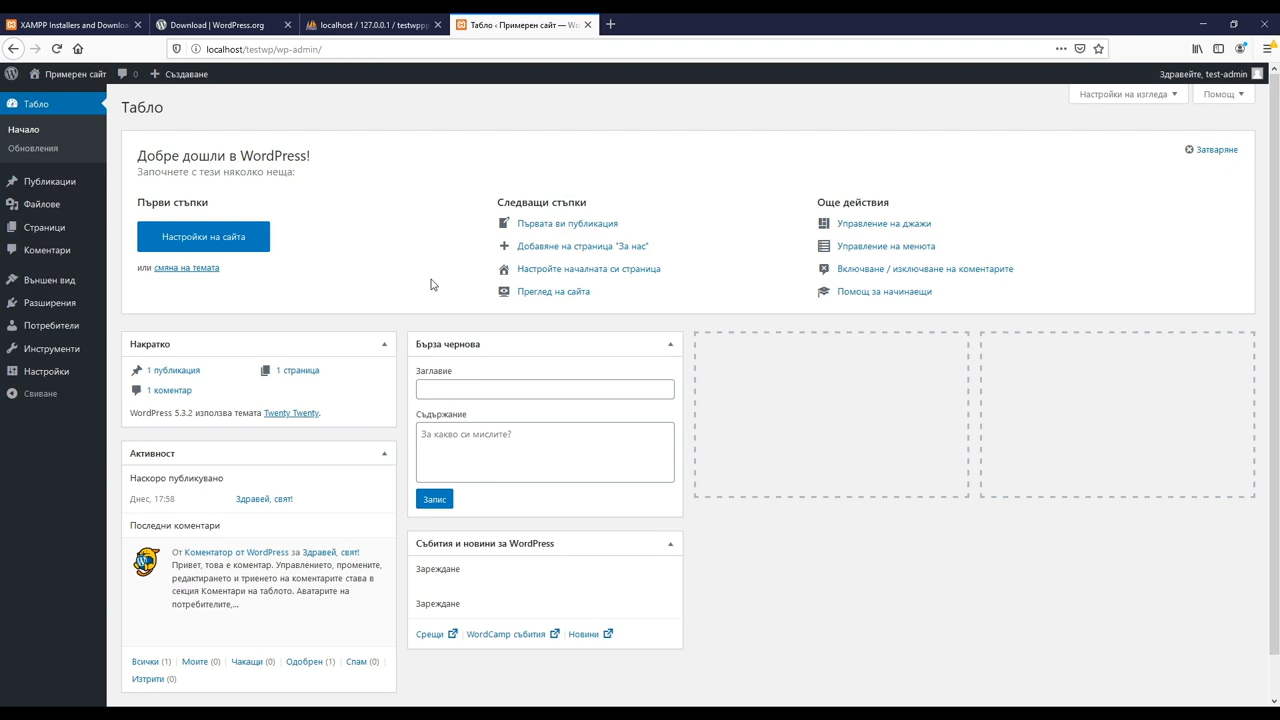 XAMPP Installers and Downloa
Download | WordPress.org
localhost / 127.0.0.1 / testwppp
Табло ‹ Примерен сайт — Wo
localhost/testwp/wp-admin/
Примерен сайт 0 Създаване
Здравейте, test-admin
Табло
Начало
Обновления
Публикации
Файлове
Страници
Коментари
Външен вид
Разширения
Потребители
Инструменти
Настройки
Свиване
Табло
Настройки на изгледа
Помощ
Добре дошли в WordPress!
Затваряне
Започнете с тези няколко неща:
Първи стъпки
Настройки на сайта
или смяна на темата
Следващи стъпки
Първата ви публикация
Добавяне на страница "За нас"
Настройте началната си страница
Преглед на сайта
Още действия
Управление на джажи
Управление на менюта
Включване / изключване на коментарите
Помощ за начинаещи
Накратко
1 публикация
1 страница
1 коментар
WordPress 5.3.2 използва темата Twenty Twenty.
Активност
Наскоро публикувано
Днес, 17:58 Здравей, свят!
Последни коментари
От Коментатор от WordPress за Здравей, свят!
Привет, това е коментар. Управлението, промените,
редактирането и триенето на коментарите става в
секция Коментари на таблото. Аватарите на
потребителите,...
Всички (1) | Моите (0) | Чакащи (0) | Одобрен (1) | Спам (0) |
Изтрити (0)
Бърза чернова
Заглавие
Съдържание
За какво си мислите?
Запис
Събития и новини за WordPress
Зареждане
Зареждане
Срещи | WordCamp събития | Новини